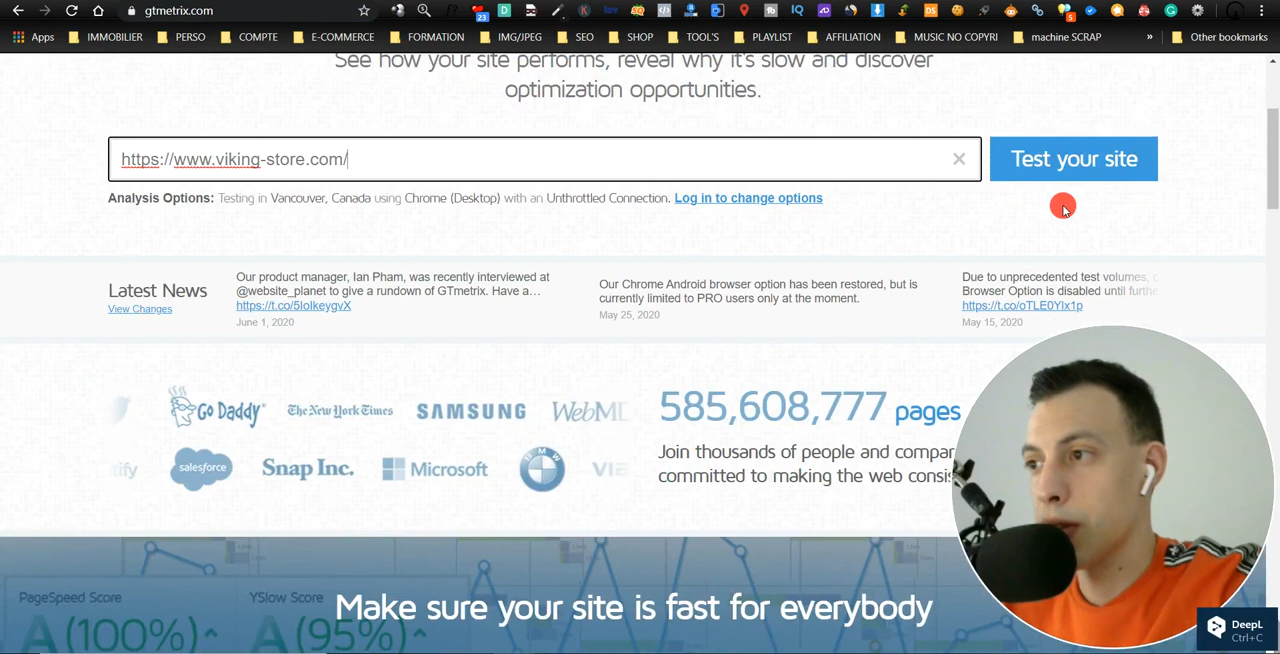 gtmetrix.com
23
5
Apps IMMOBILIER PERSO COMPTE E-COMMERCE FORMATION IMG/JPEG SEO SHOP TOOL'S PLAYLIST AFFILIATION MUSIC NO COPYRI machine SCRAP » Other bookmarks
See how your site performs, reveal why it's slow and discover
optimization opportunities.
https://www.viking-store.com/
Test your site
Analysis Options: Testing in Vancouver, Canada using Chrome (Desktop) with an Unthrottled Connection. Log in to change options
Latest News
View Changes
Our product manager, Ian Pham, was recently interviewed at
@website_planet to give a rundown of GTmetrix. Have a…
https://t.co/5IoIkeygvX
June 1, 2020
Our Chrome Android browser option has been restored, but is
currently limited to PRO users only at the moment.
May 25, 2020
Due to unprecedented test volumes,
Browser Option is disabled until
https://t.co/oTLE0YIx1p
May 15, 2020
Go Daddy The New York Times SAMSUNG WebMD
salesforce Snap Inc. Microsoft BMW
585,608,777 pages
Join thousands of people and
committed to making the web
Make sure your site is fast for everybody
PageSpeed Score
A (100%)
YSlow Score
A (95%)
DeepL
Ctrl+C